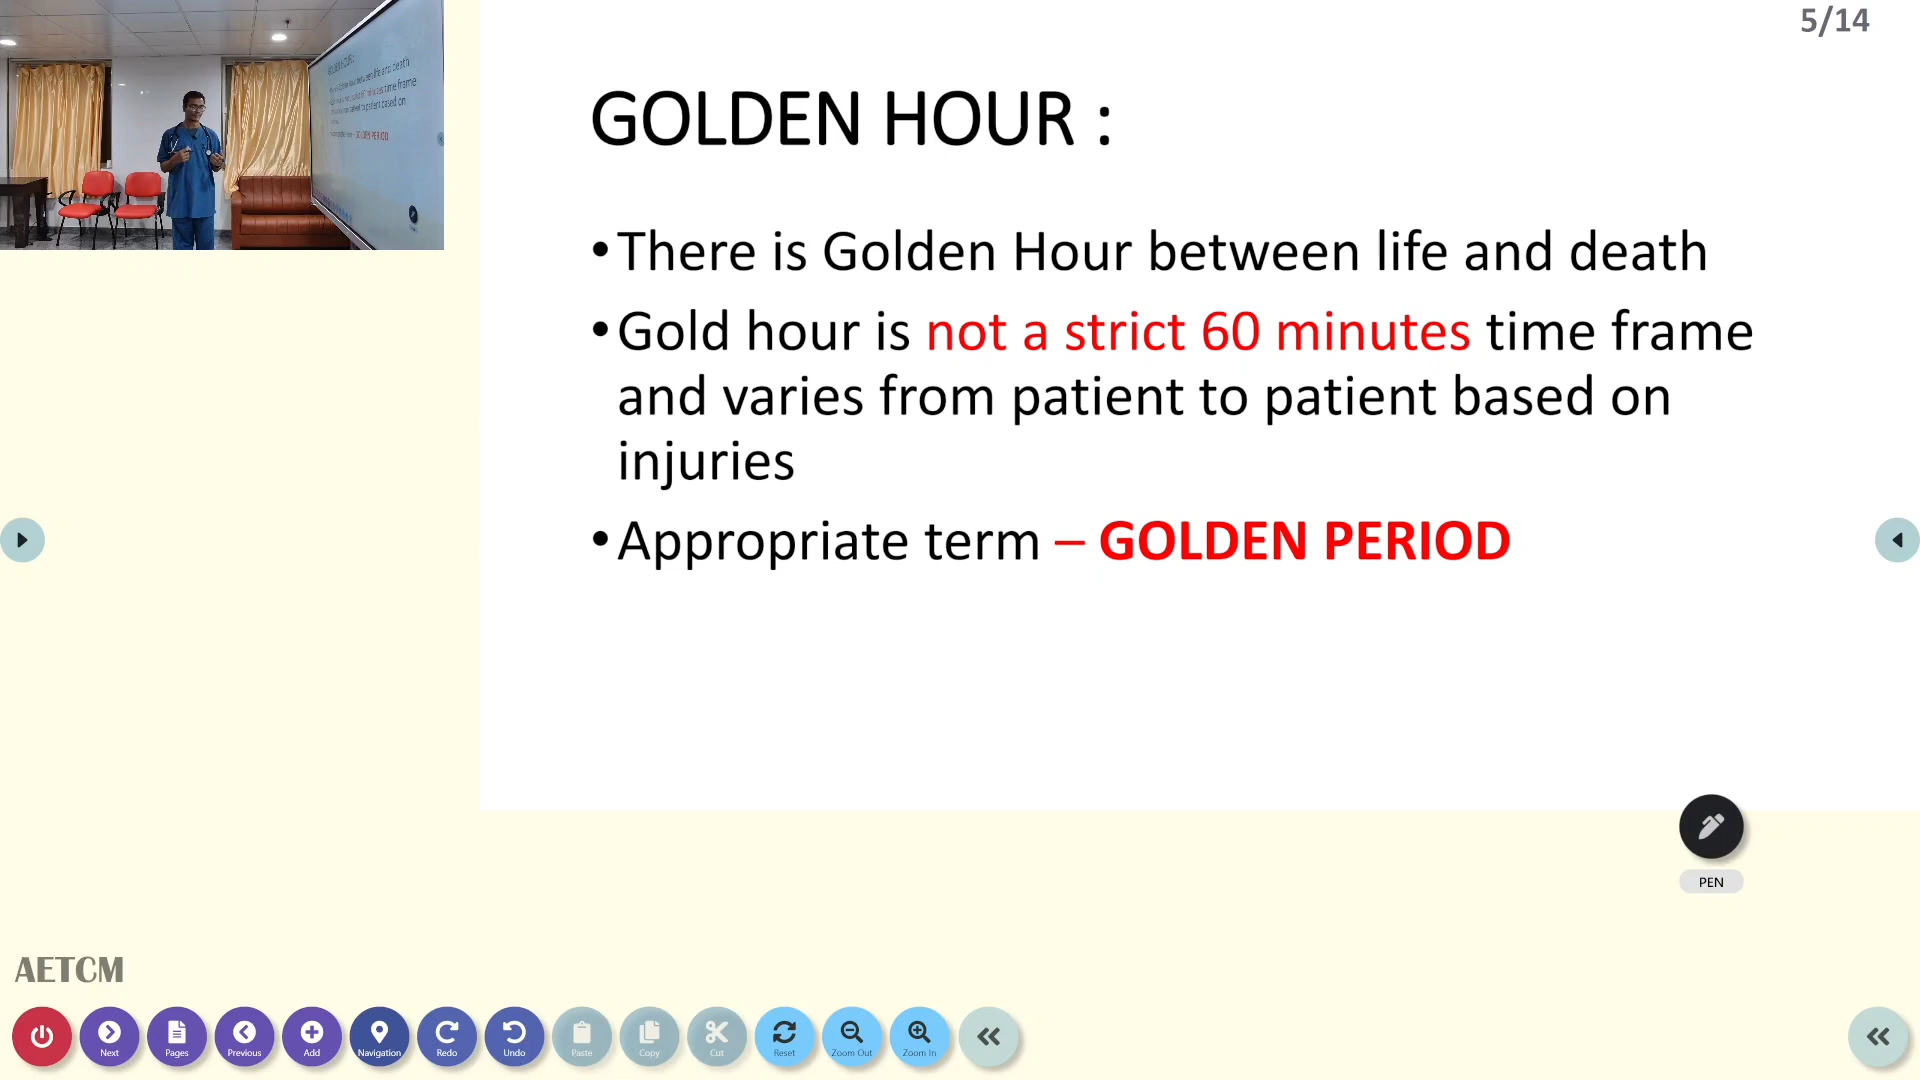 5/14
GOLDEN HOUR :
• There is Golden Hour between life and death
• Gold hour is not a strict 60 minutes time frame
and varies from patient to patient based on
injuries
• Appropriate term – GOLDEN PERIOD
PEN
AETCM
Next Pages Previous Add Navigation Redo Undo Paste Copy Cut Reset Zoom Out Zoom In